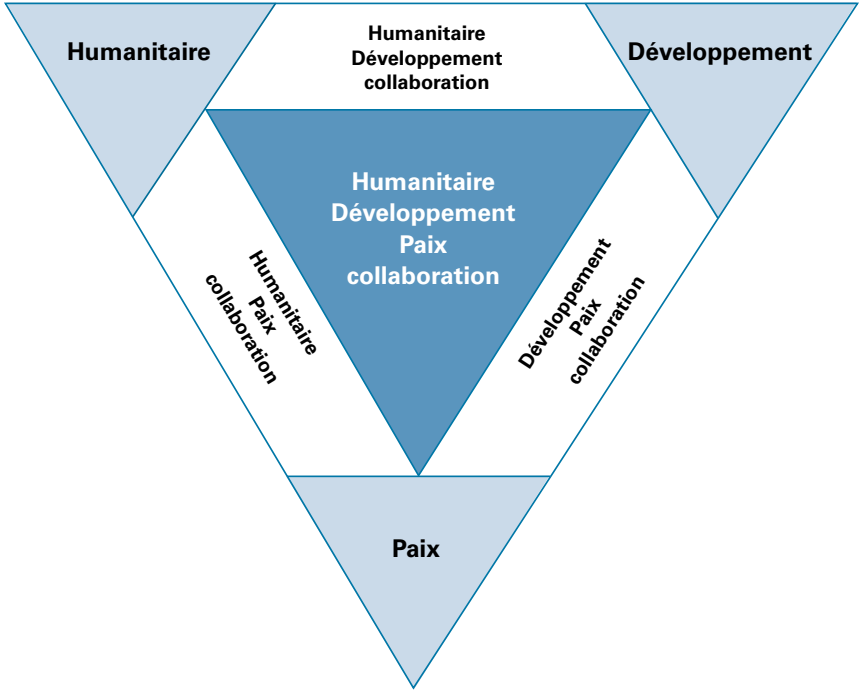 Humanitaire
Humanitaire
Développement
collaboration
Développement
Humanitaire
Développement
Paix
collaboration
Humanitaire
Paix
collaboration
Développement
Paix
collaboration
Paix